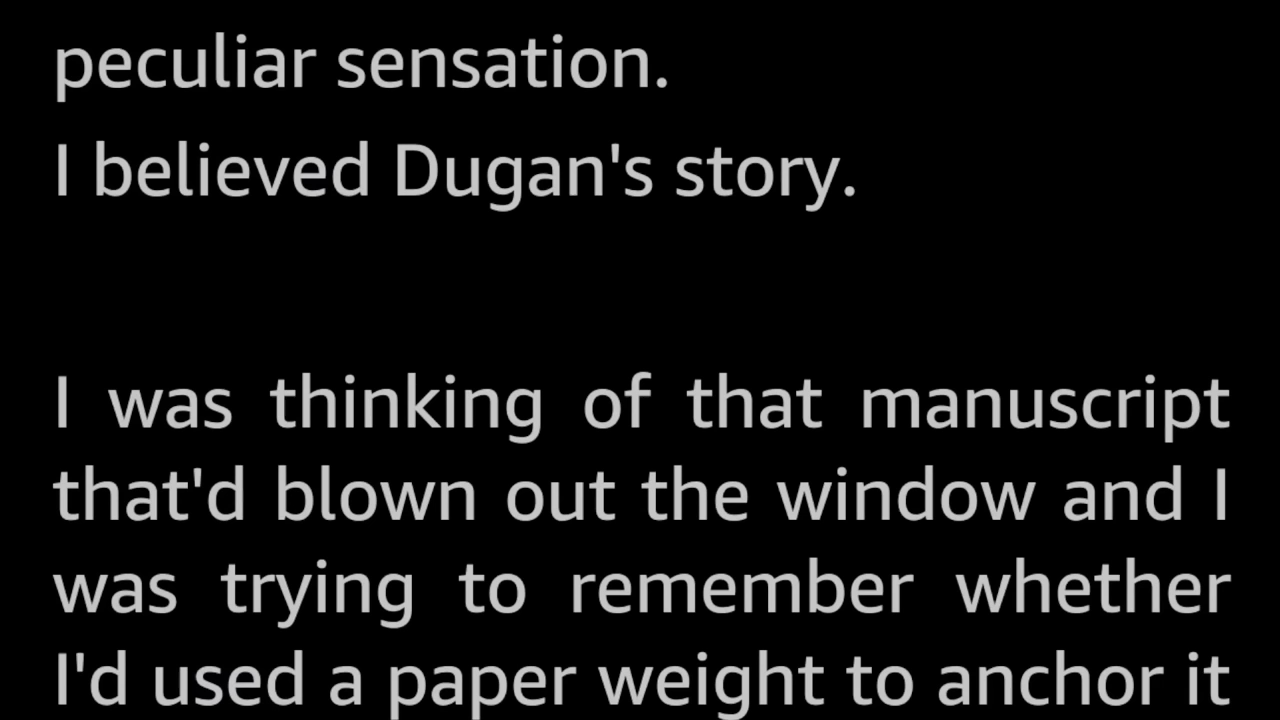 peculiar sensation.
I believed Dugan's story.
I was thinking of that manuscript
that'd blown out the window and I
was trying to remember whether
I'd used a paper weight to anchor it